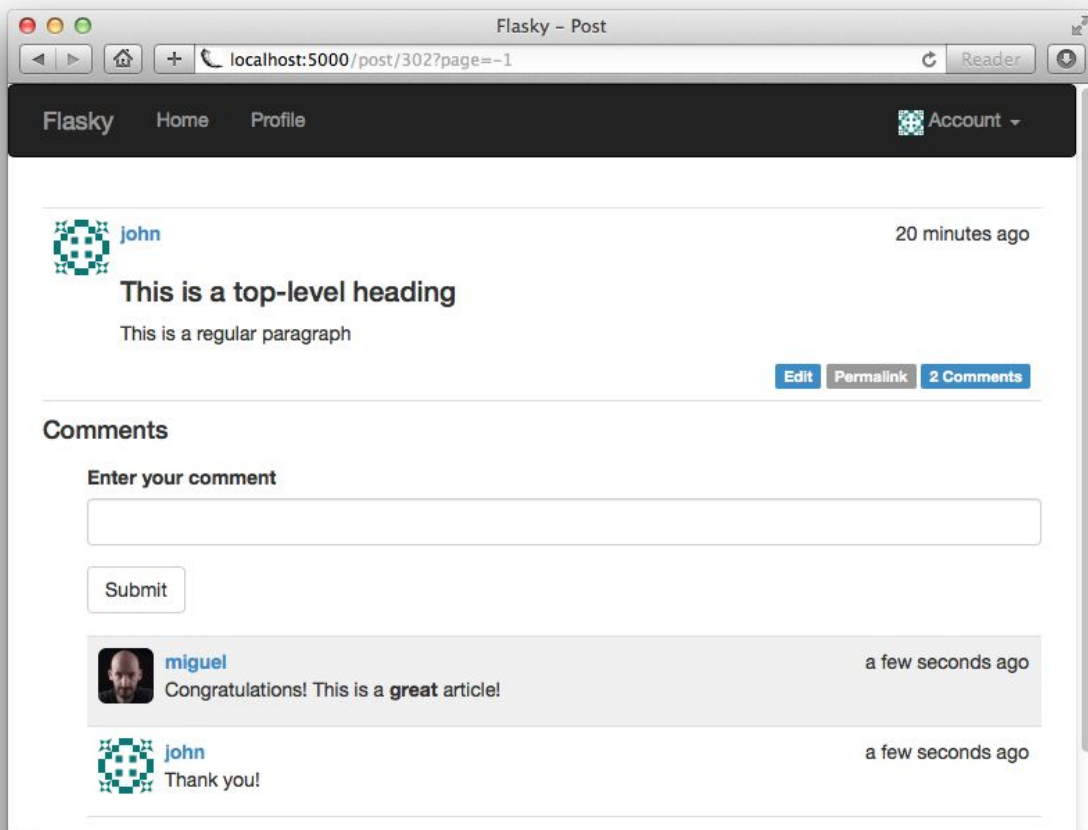 Flasky – Post
localhost:5000/post/302?page=-1
Reader
Flasky Home Profile Account
john 20 minutes ago
This is a top-level heading
This is a regular paragraph
Edit Permalink 2 Comments
Comments
Enter your comment
Submit
miguel a few seconds ago
Congratulations! This is a great article!
john a few seconds ago
Thank you!